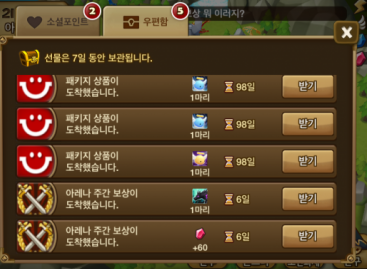 2
5
소셜포인트
우편함
상 뭐 이러지?
선물은 7일 동안 보관됩니다.
패키지 상품이
도착했습니다.
1마리
98일
받기
패키지 상품이
도착했습니다.
1마리
98일
받기
패키지 상품이
도착했습니다.
1마리
98일
받기
아레나 주간 보상이
도착했습니다.
1마리
6일
받기
아레나 주간 보상이
도착했습니다.
+60
6일
받기